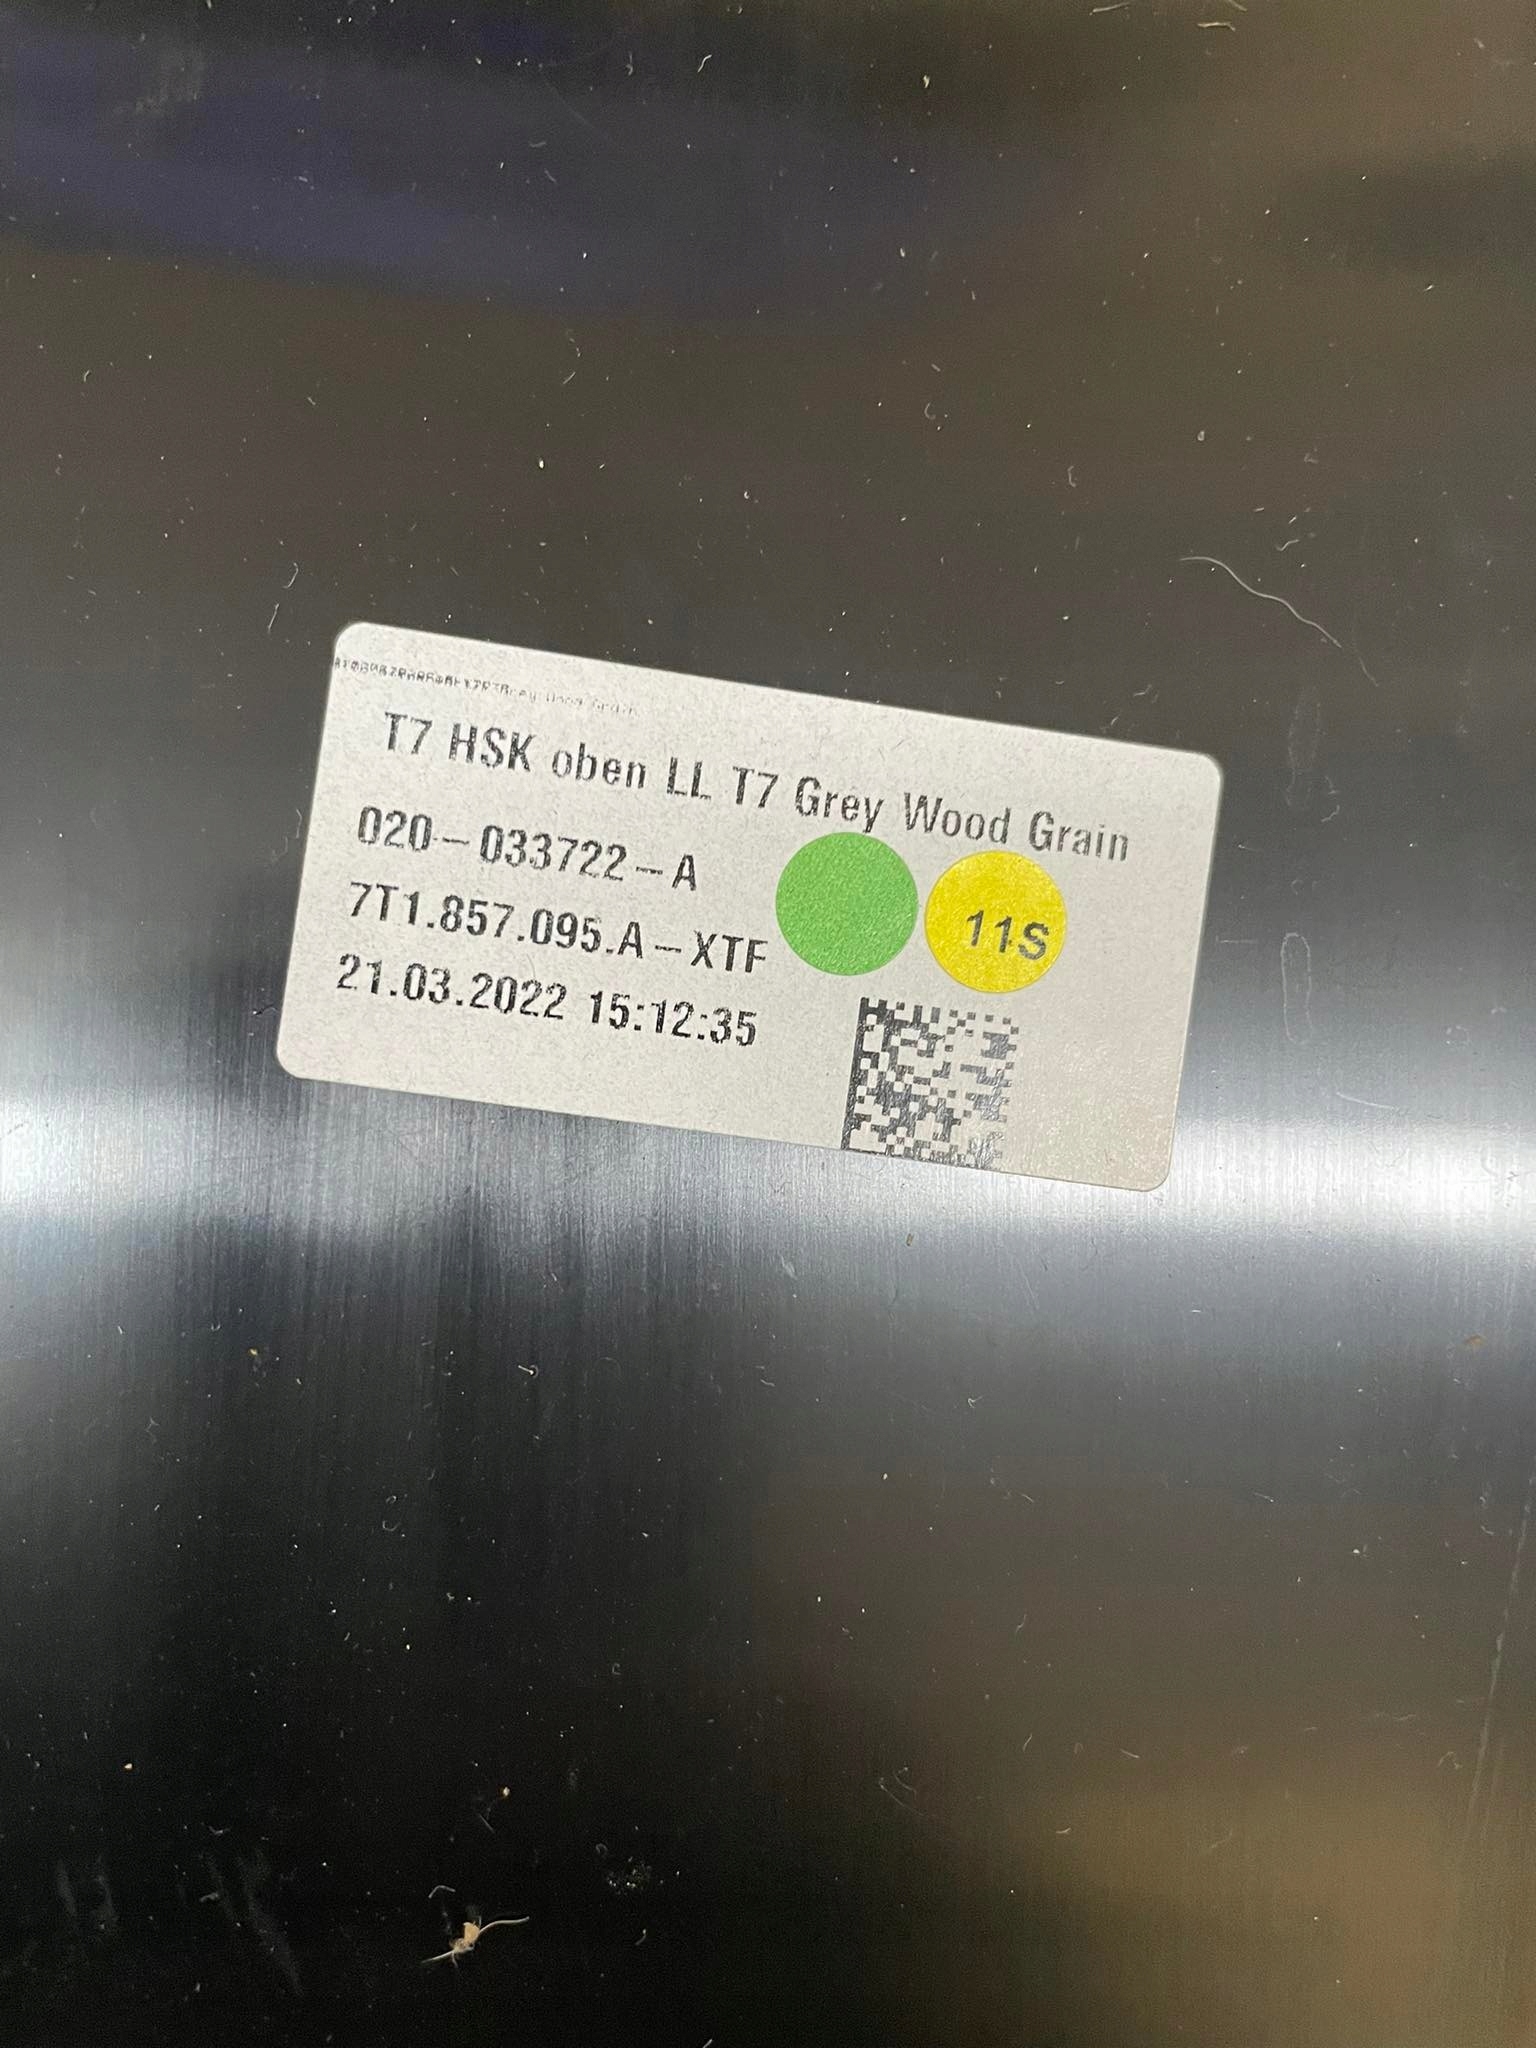 T7 HSK oben LL T7 Grey Wood Grain
020-033722-A
7T1.857.095.A-XTF
11S
21.03.2022 15:12:35